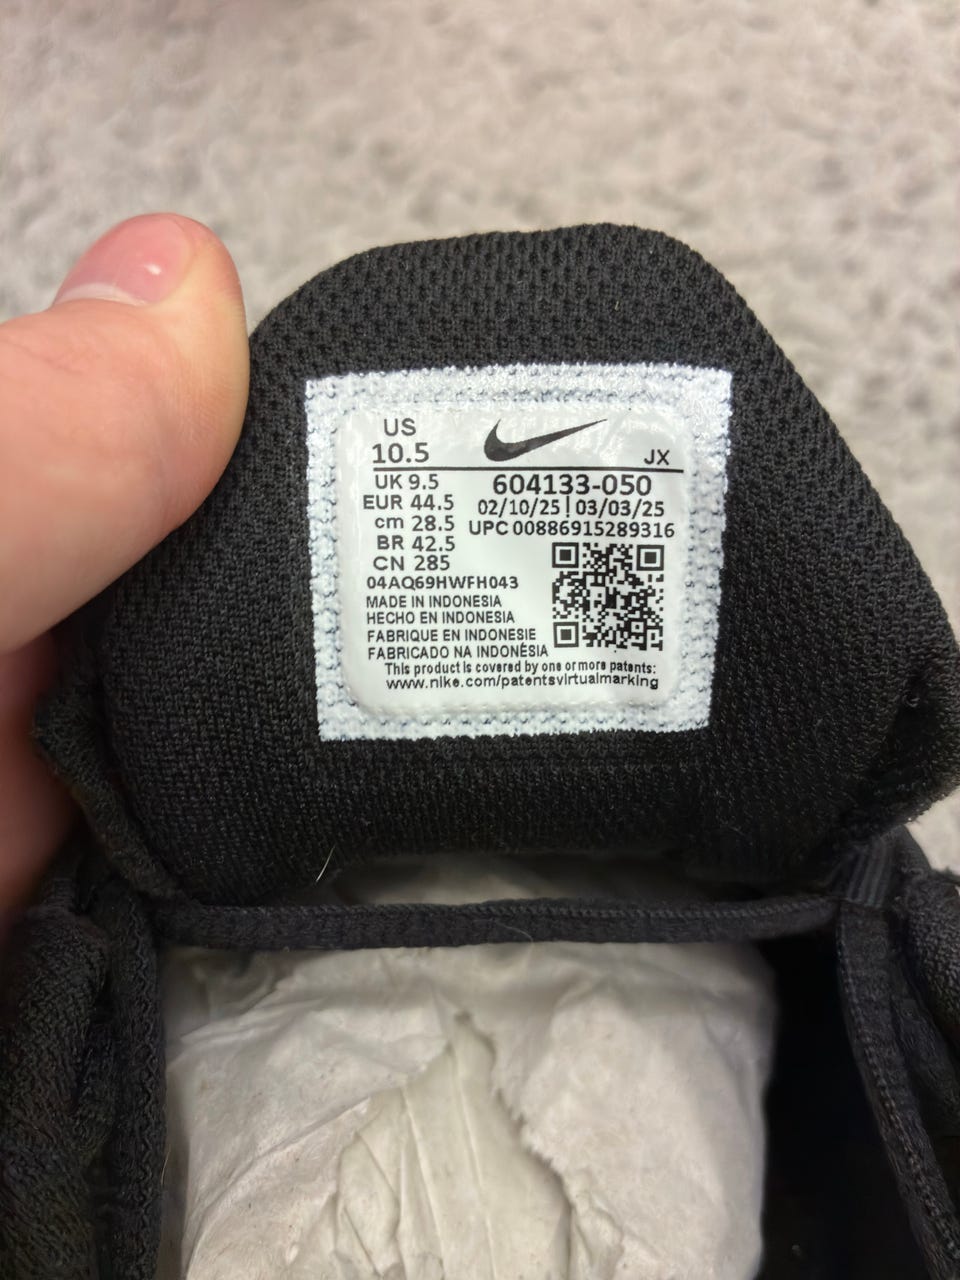 US
10.5
JX
UK 9.5
604133-050
EUR 44.5
02/10/25 | 03/03/25
cm 28.5
UPC 00886915289316
BR 42.5
CN 285
04AQ69HWFH043
MADE IN INDONESIA
HECHO EN INDONESIA
FABRIQUE EN INDONESIE
FABRICADO NA INDONÉSIA
This product is covered by one or more patents:
www.nike.com/patentsvirtualmarking